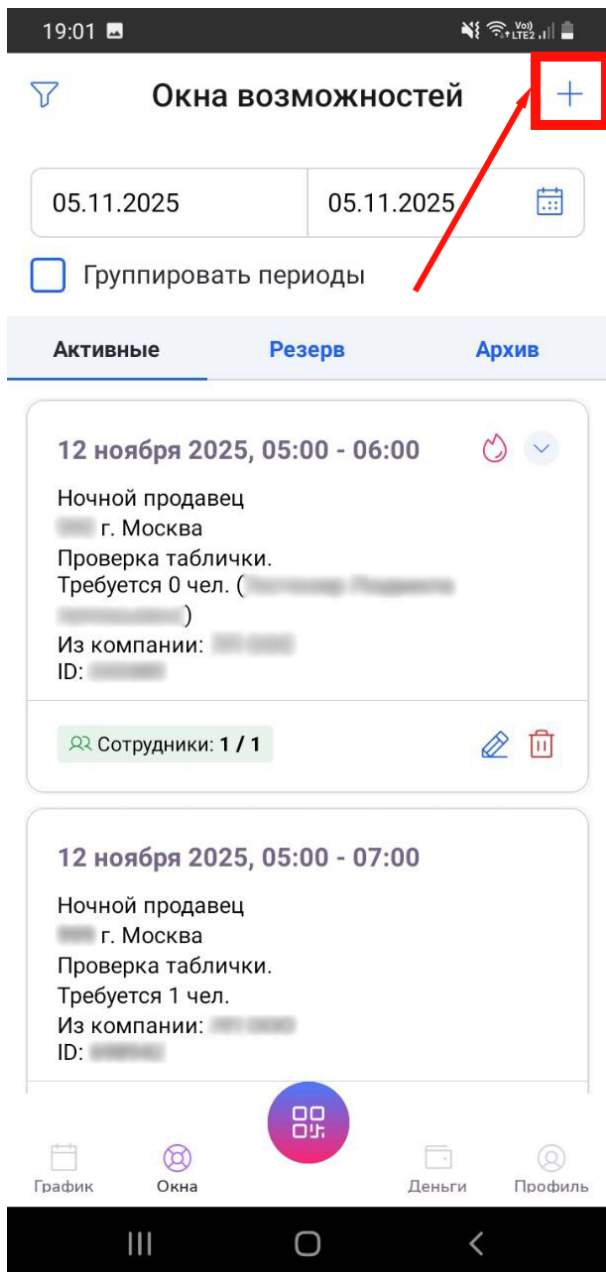 19:01
Vo)) LTE2
Окна возможностей
05.11.2025 05.11.2025
Группировать периоды
Активные Резерв Архив
12 ноября 2025, 05:00 - 06:00
Ночной продавец
г. Москва
Проверка таблички.
Требуется 0 чел. (
)
Из компании:
ID:
Сотрудники: 1 / 1
12 ноября 2025, 05:00 - 07:00
Ночной продавец
г. Москва
Проверка таблички.
Требуется 1 чел.
Из компании:
ID:
График Окна Деньги Профиль